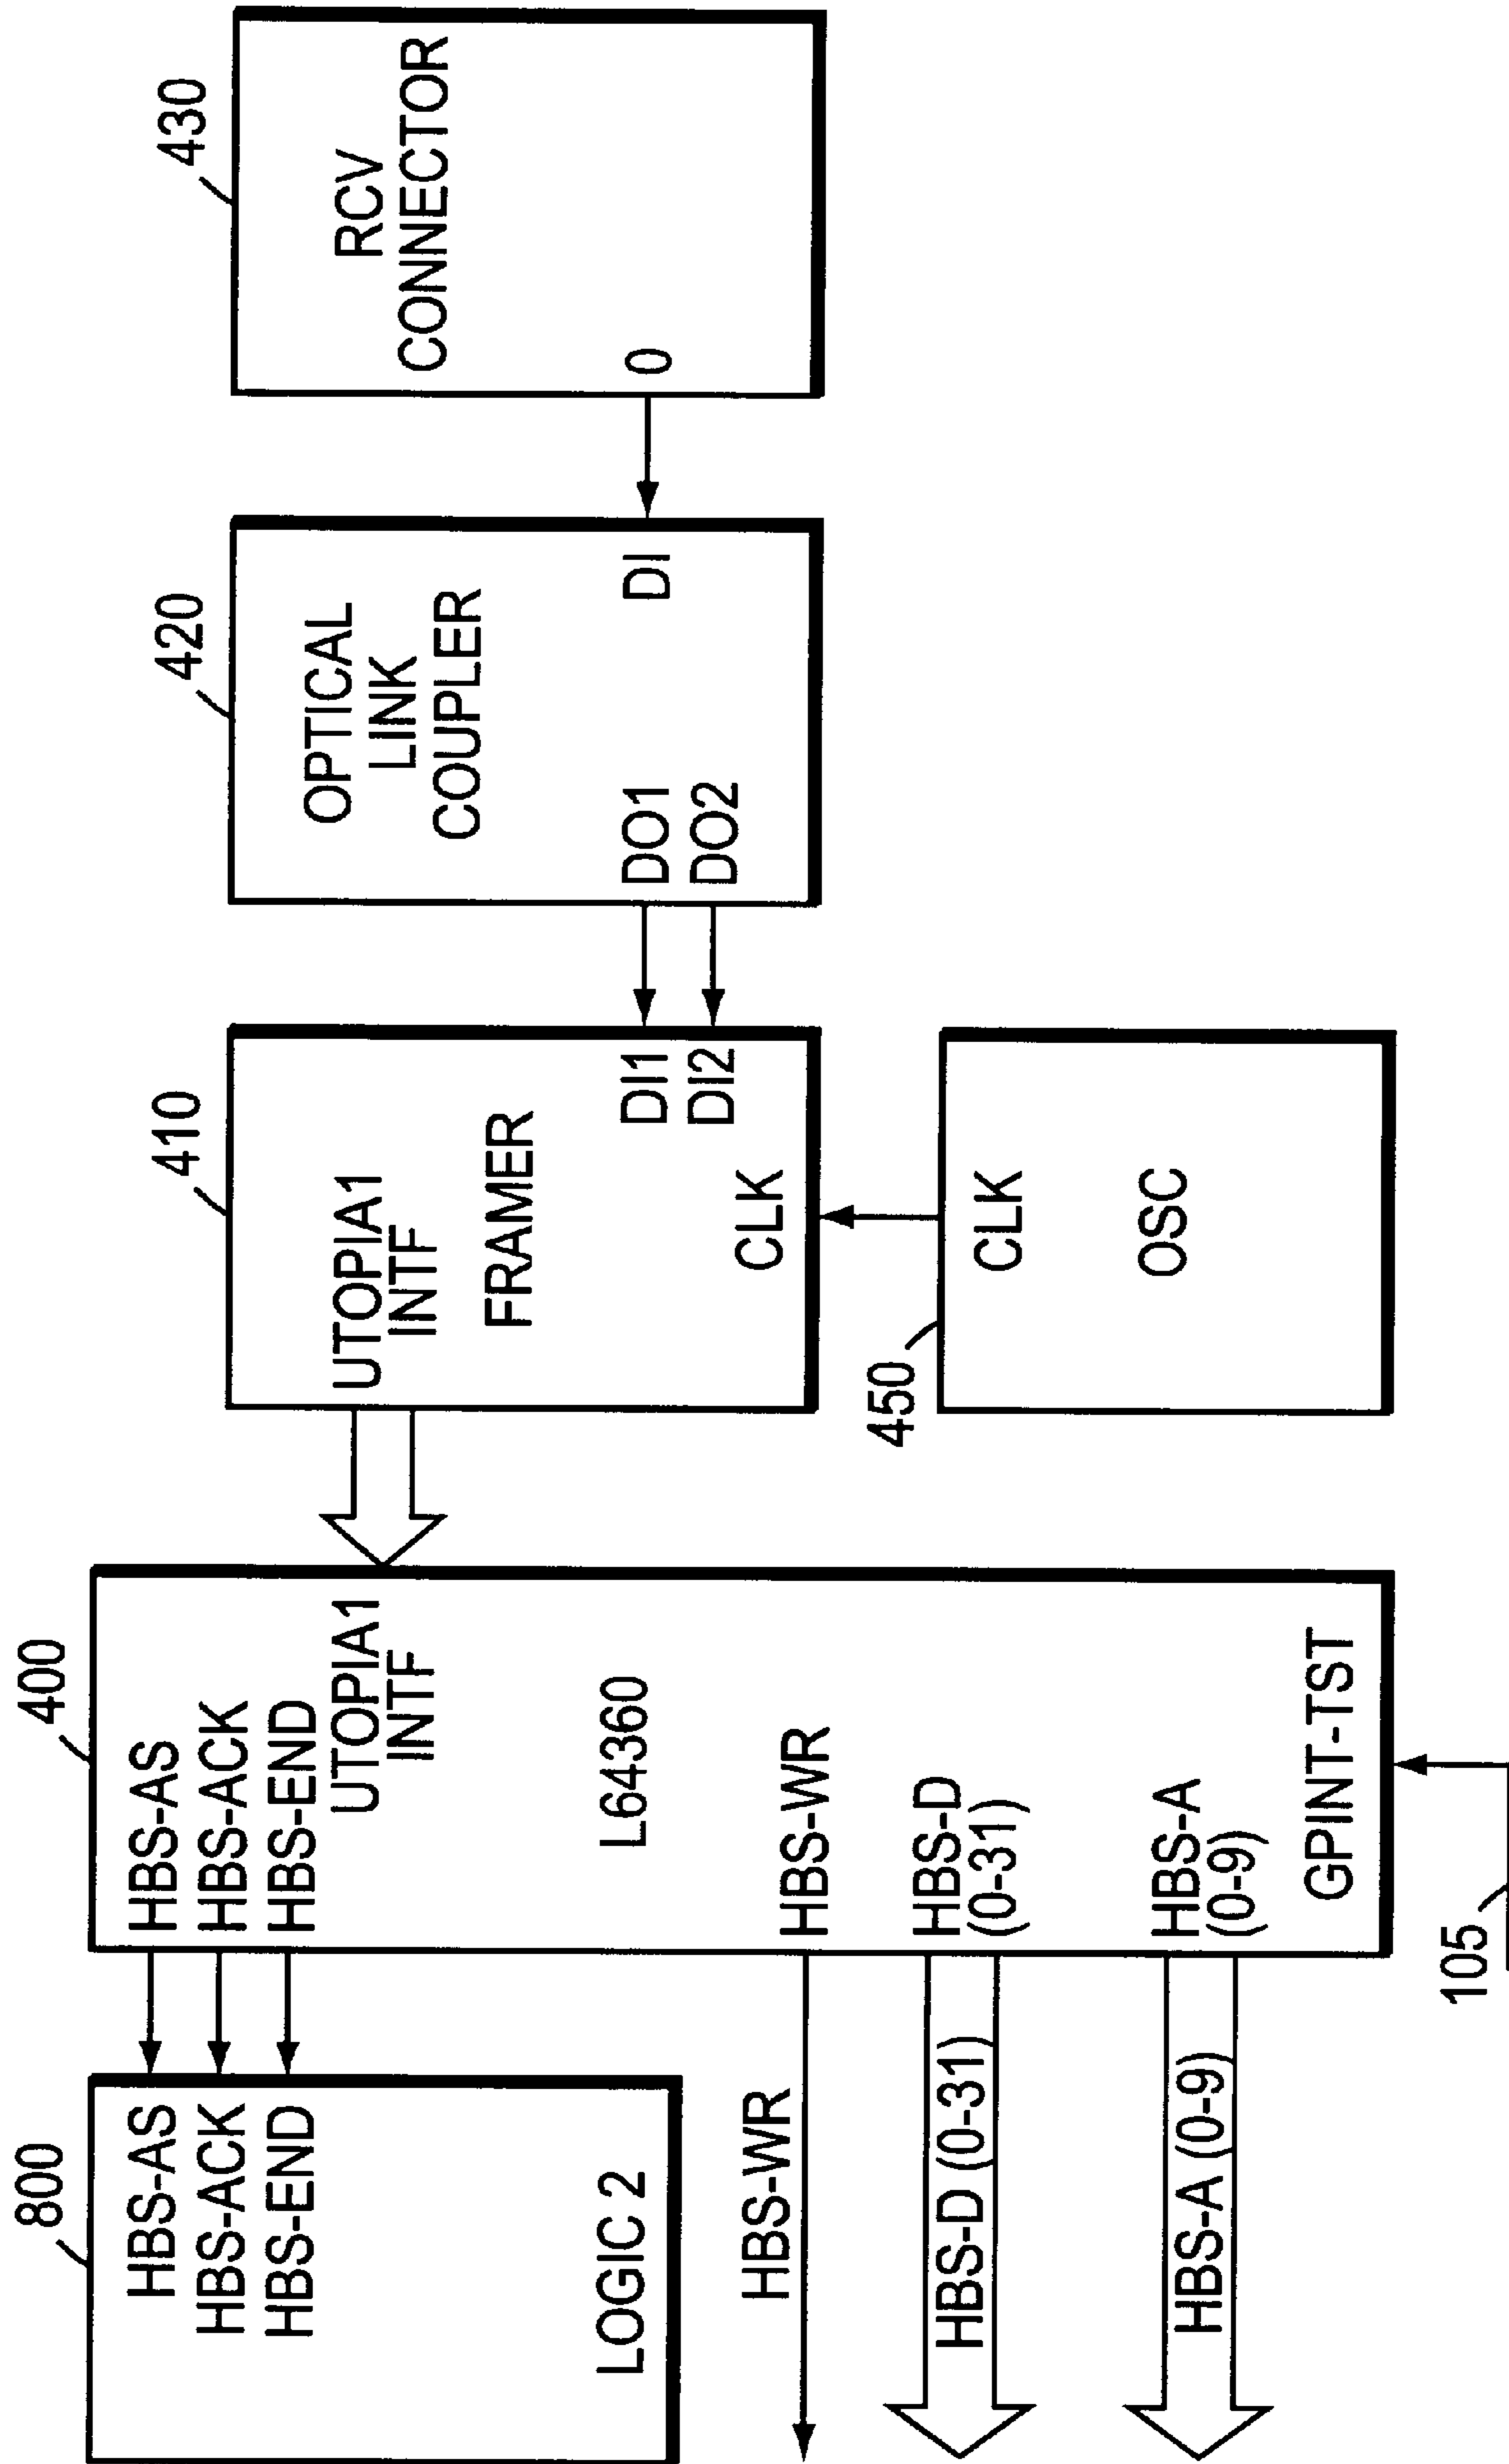 800
HBS-AS
HBS-ACK
HBS-END
LOGIC 2
HBS-WR
HBS-D (0-31)
HBS-A (0-9)
400
HBS-AS
HBS-ACK
HBS-END
UTOPIA1
INTF
L64360
HBS-WR
HBS-D
(0-31)
HBS-A
(0-9)
GPINT-TST
105
410
UTOPIA1
INTF
FRAMER
DI1
DI2
CLK
450
CLK
OSC
420
OPTICAL
LINK
COUPLER
DO1
DO2
DI
430
RCV
CONNECTOR
0